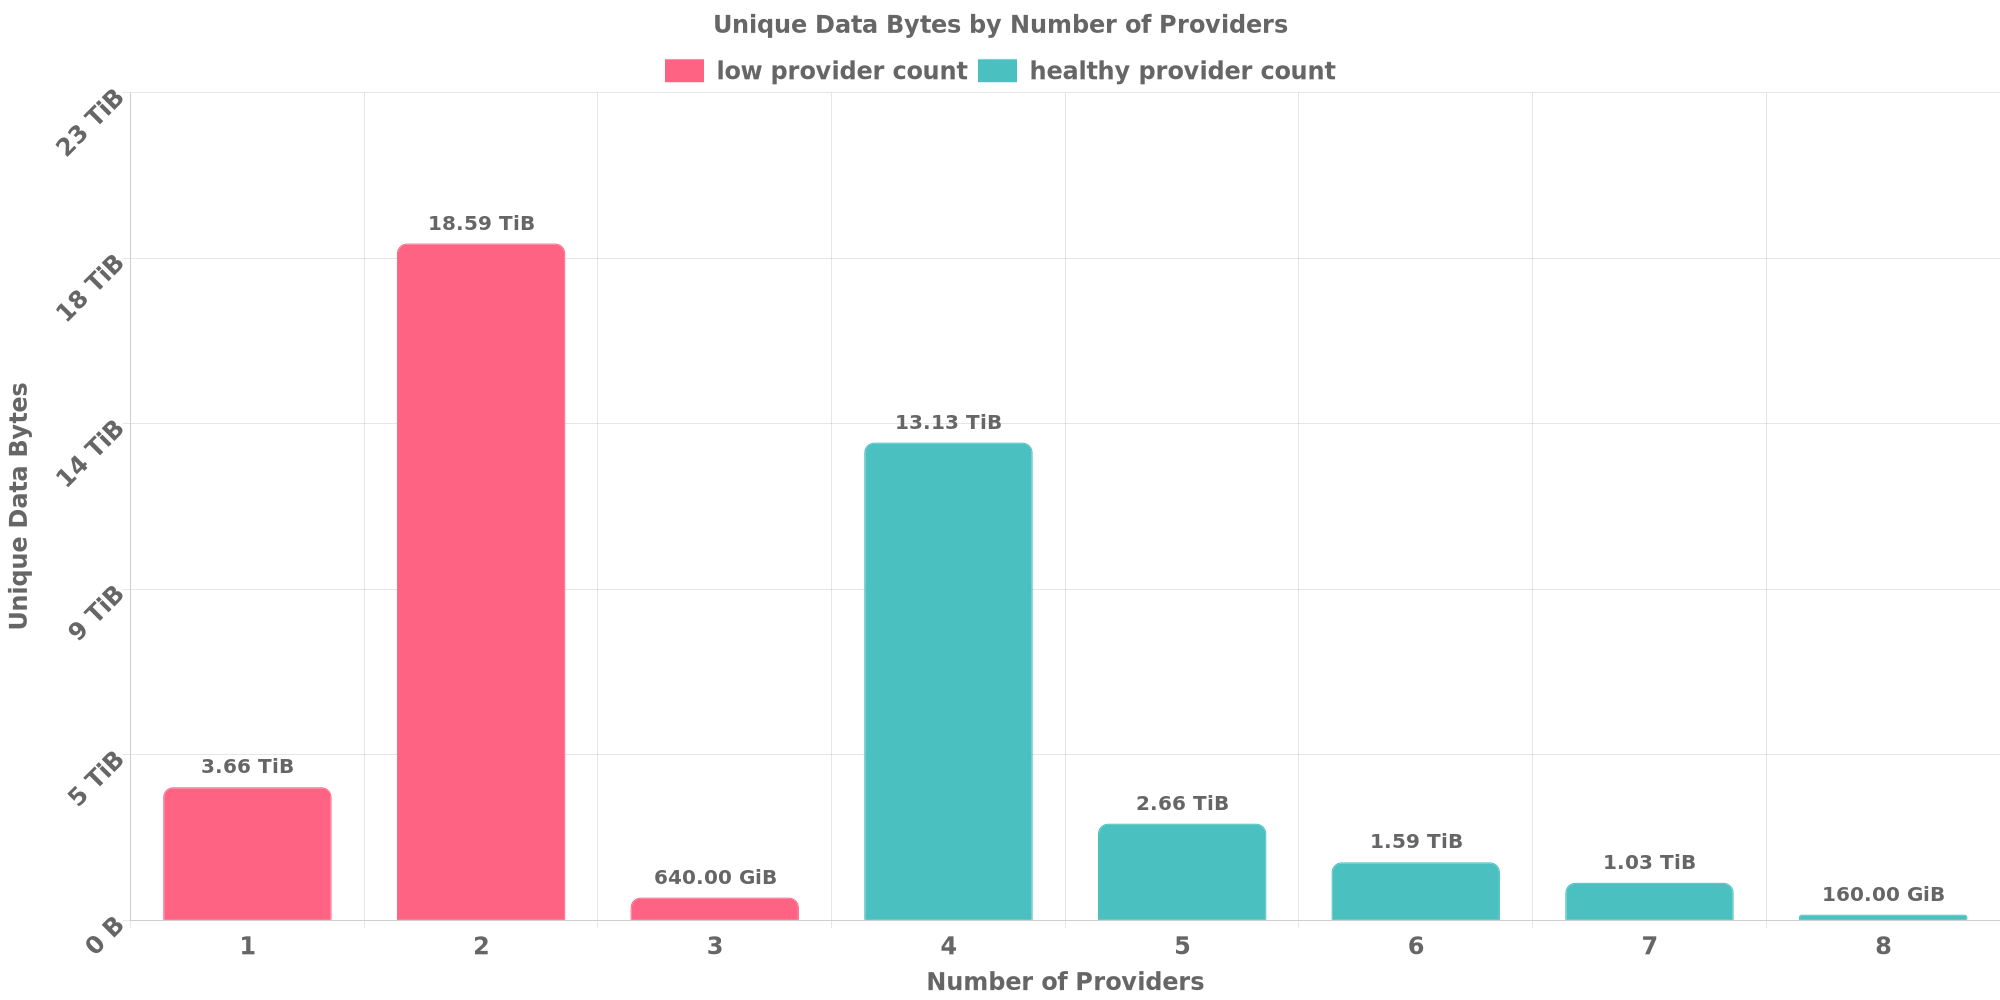 Unique Data Bytes by Number of Providers
low provider count healthy provider count
23 TiB
18 TiB
14 TiB
9 TiB
5 TiB
0 B
Unique Data Bytes
3.66 TiB
18.59 TiB
640.00 GiB
13.13 TiB
2.66 TiB
1.59 TiB
1.03 TiB
160.00 GiB
1 2 3 4 5 6 7 8
Number of Providers